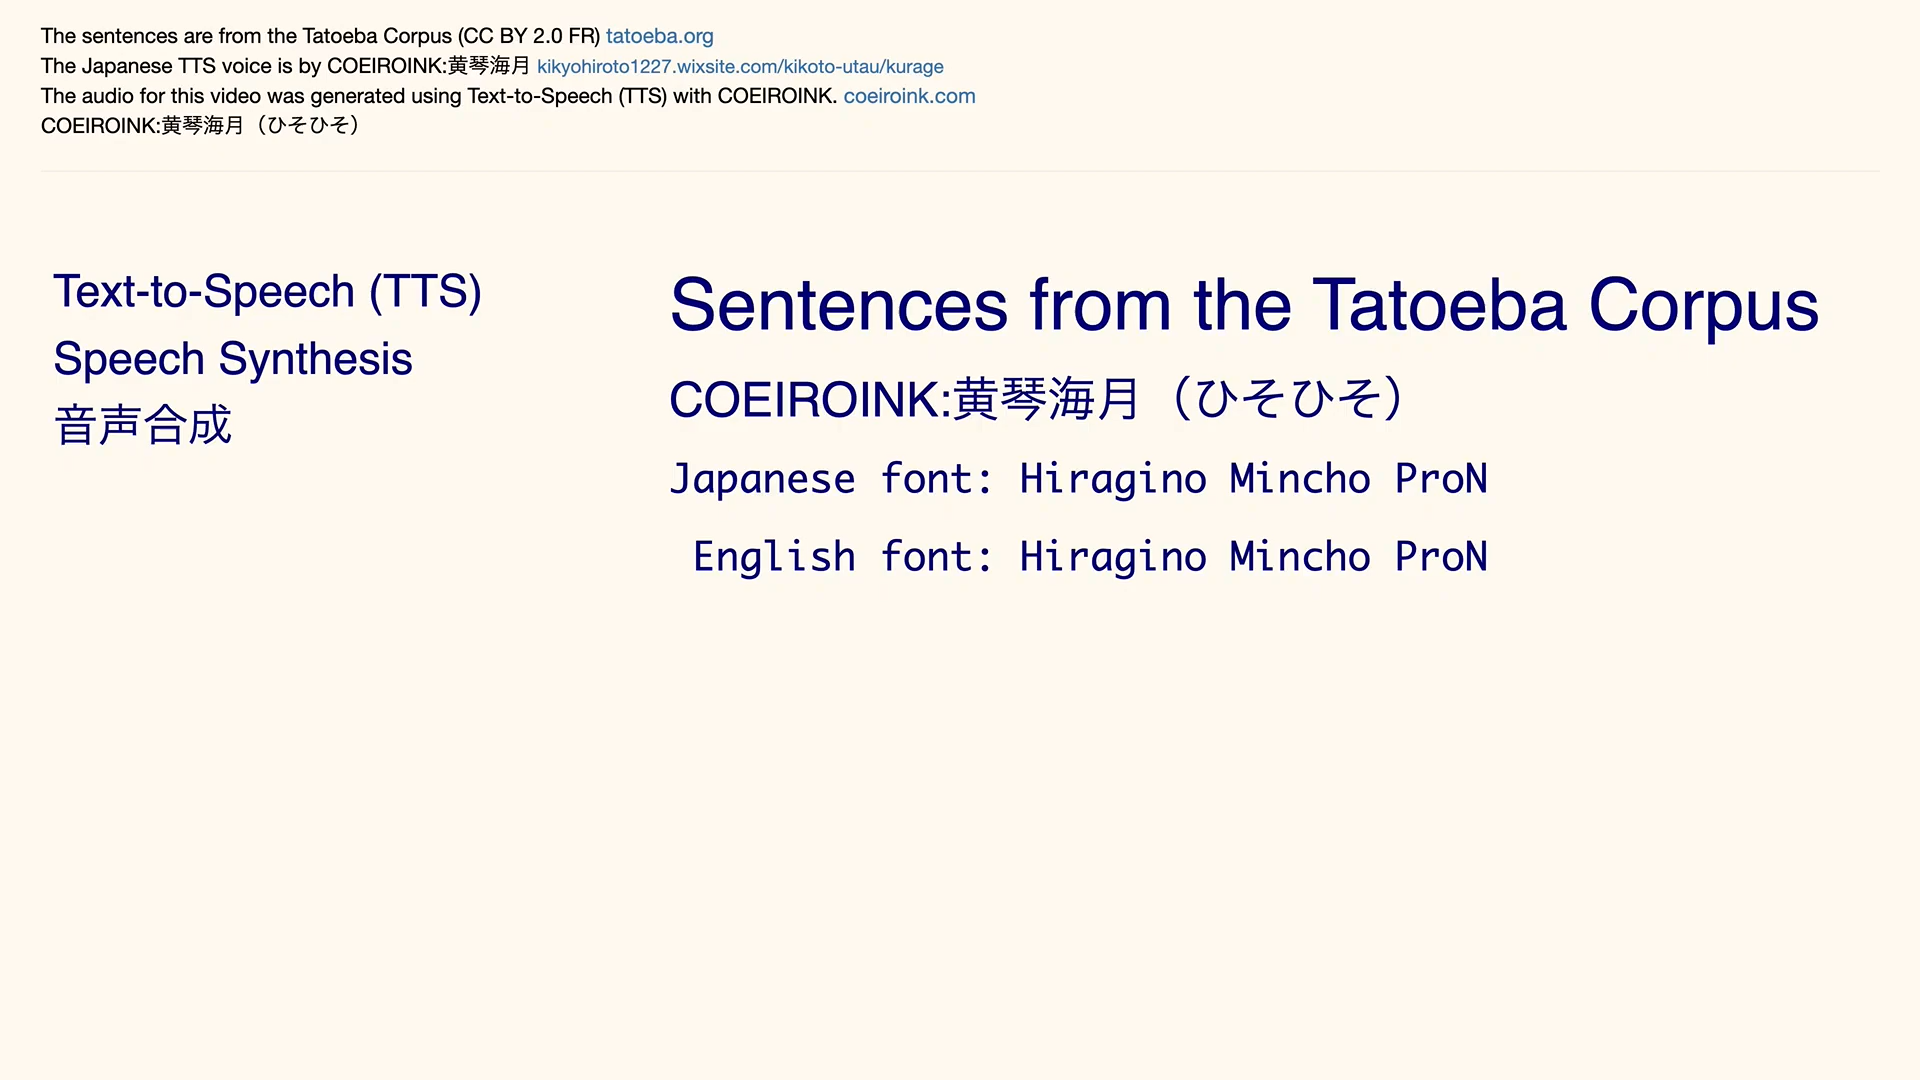 The sentences are from the Tatoeba Corpus (CC BY 2.0 FR) tatoeba.org
The Japanese TTS voice is by COEIROINK:黄琴海月 kikyohiroto1227.wixsite.com/kikoto-utau/kurage
The audio for this video was generated using Text-to-Speech (TTS) with COEIROINK. coeiroink.com
COEIROINK:黄琴海月（ひそひそ）
Text-to-Speech (TTS)
Speech Synthesis
音声合成
Sentences from the Tatoeba Corpus
COEIROINK:黄琴海月（ひそひそ）
Japanese font: Hiragino Mincho ProN
English font: Hiragino Mincho ProN